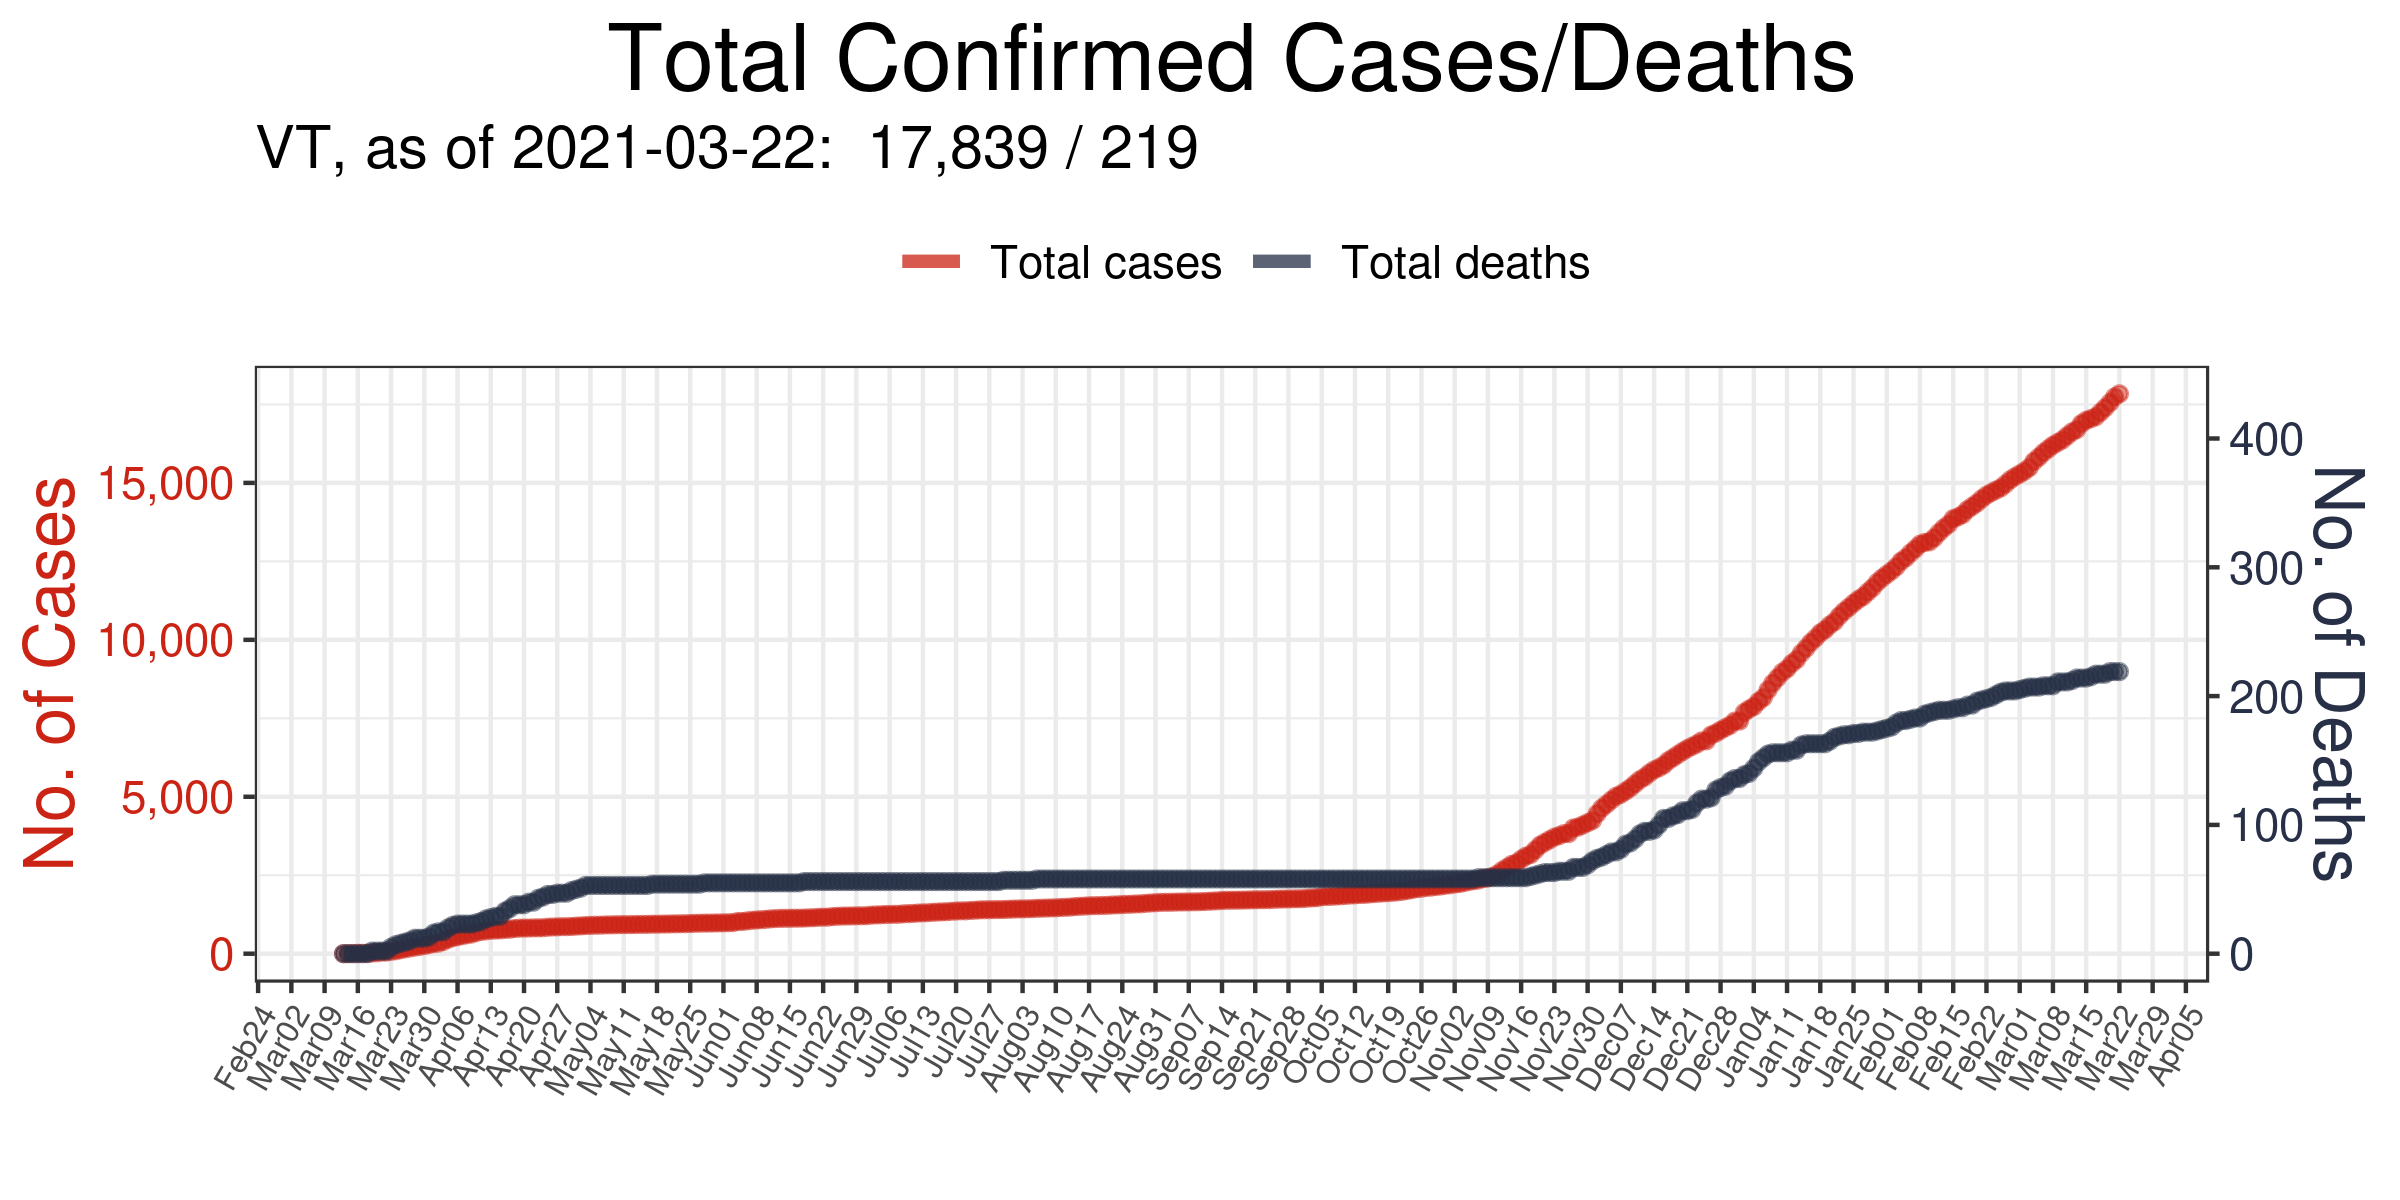 Total Confirmed Cases/Deaths
VT, as of 2021-03-22:  17,839 / 219
Total cases
Total deaths
No. of Cases
15,000
10,000
5,000
0
400
300
200
100
0
No. of Deaths
Feb24
Mar02
Mar09
Mar16
Mar23
Mar30
Apr06
Apr13
Apr20
Apr27
May04
May11
May18
May25
Jun01
Jun08
Jun15
Jun22
Jun29
Jul06
Jul13
Jul20
Jul27
Aug03
Aug10
Aug17
Aug24
Aug31
Sep07
Sep14
Sep21
Sep28
Oct05
Oct12
Oct19
Oct26
Nov02
Nov09
Nov16
Nov23
Nov30
Dec07
Dec14
Dec21
Dec28
Jan04
Jan11
Jan18
Jan25
Feb01
Feb08
Feb15
Feb22
Mar01
Mar08
Mar15
Mar22
Mar29
Apr05